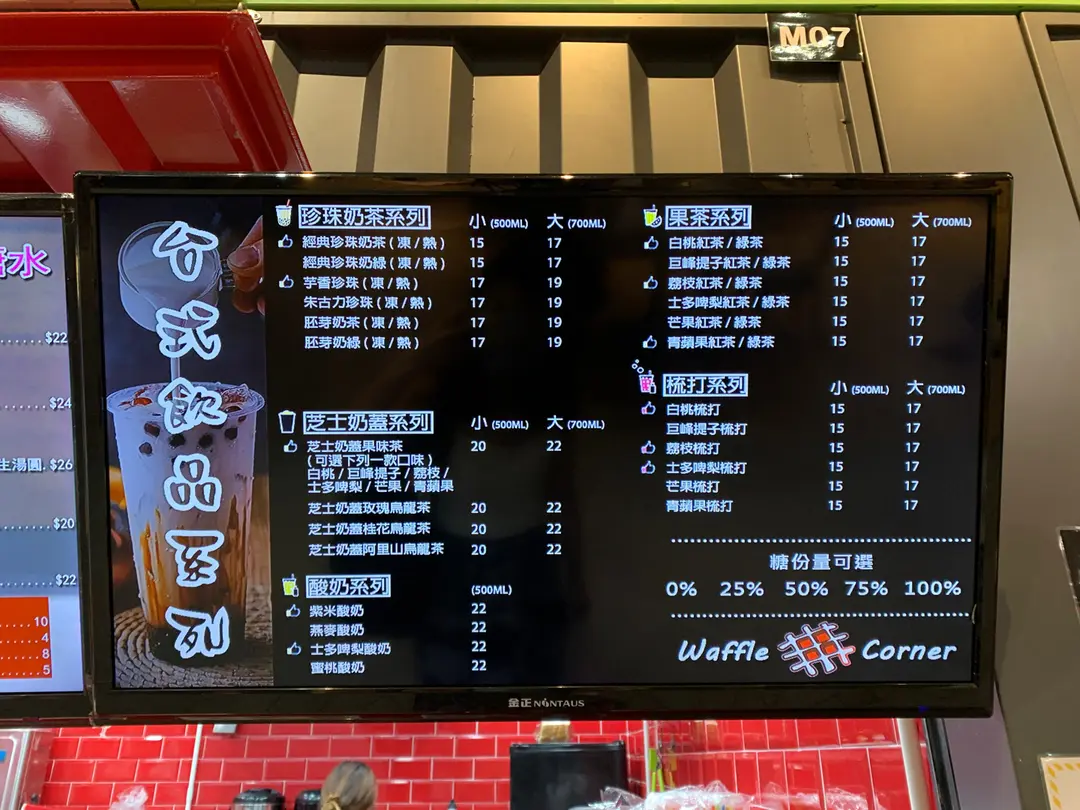 M07
糖水
$22
$24
生湯圓. $26
$20
$22
10
4
8
5
台式飲品系列
珍珠奶茶系列 小 (500ML) 大 (700ML)
經典珍珠奶茶 ( 凍 / 熱 ) 15 17
經典珍珠奶綠 ( 凍 / 熱 ) 15 17
芋香珍珠 ( 凍 / 熱 ) 17 19
朱古力珍珠 ( 凍 / 熱 ) 17 19
胚芽奶茶 ( 凍 / 熱 ) 17 19
胚芽奶綠 ( 凍 / 熱 ) 17 19
芝士奶蓋系列 小 (500ML) 大 (700ML)
芝士奶蓋果味茶 20 22
( 可選下列一款口味 )
白桃 / 巨峰提子 / 荔枝 /
士多啤梨 / 芒果 / 青蘋果
芝士奶蓋玫瑰烏龍茶 20 22
芝士奶蓋桂花烏龍茶 20 22
芝士奶蓋阿里山烏龍茶 20 22
酸奶系列 (500ML)
紫米酸奶 22
燕麥酸奶 22
士多啤梨酸奶 22
蜜桃酸奶 22
果茶系列 小 (500ML) 大 (700ML)
白桃紅茶 / 綠茶 15 17
巨峰提子紅茶 / 綠茶 15 17
荔枝紅茶 / 綠茶 15 17
士多啤梨紅茶 / 綠茶 15 17
芒果紅茶 / 綠茶 15 17
青蘋果紅茶 / 綠茶 15 17
梳打系列 小 (500ML) 大 (700ML)
白桃梳打 15 17
巨峰提子梳打 15 17
荔枝梳打 15 17
士多啤梨梳打 15 17
芒果梳打 15 17
青蘋果梳打 15 17
糖份量可選
0% 25% 50% 75% 100%
Waffle Corner
金正 NINTAUS